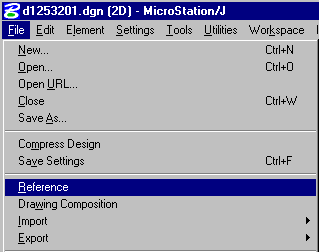 d1253201.dgn (2D) - MicroStation/J
File Edit Element Settings Tools Utilities Workspace
New... Ctrl+N
Open... Ctrl+O
Open URL...
Close Ctrl+W
Save As...
Compress Design
Save Settings Ctrl+F
Reference
Drawing Composition
Import
Export